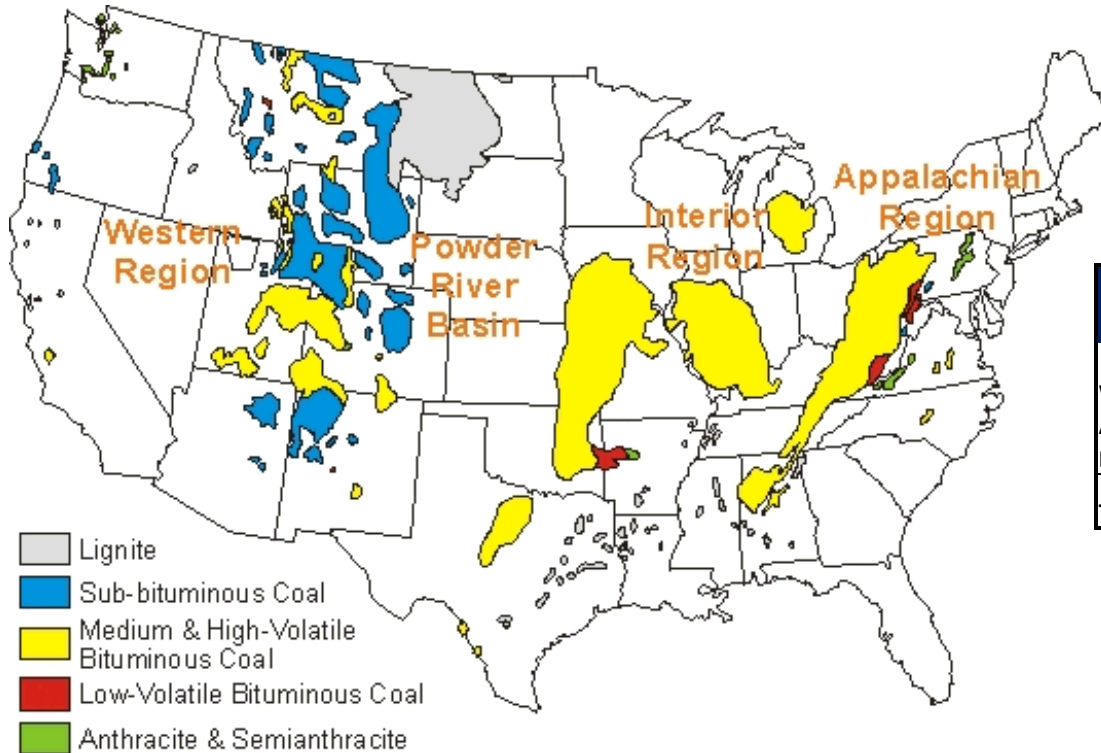 Western
Region
Powder
River
Basin
Interior
Region
Appalachian
Region
Lignite
Sub-bituminous Coal
Medium & High-Volatile
Bituminous Coal
Low-Volatile Bituminous Coal
Anthracite & Semianthracite